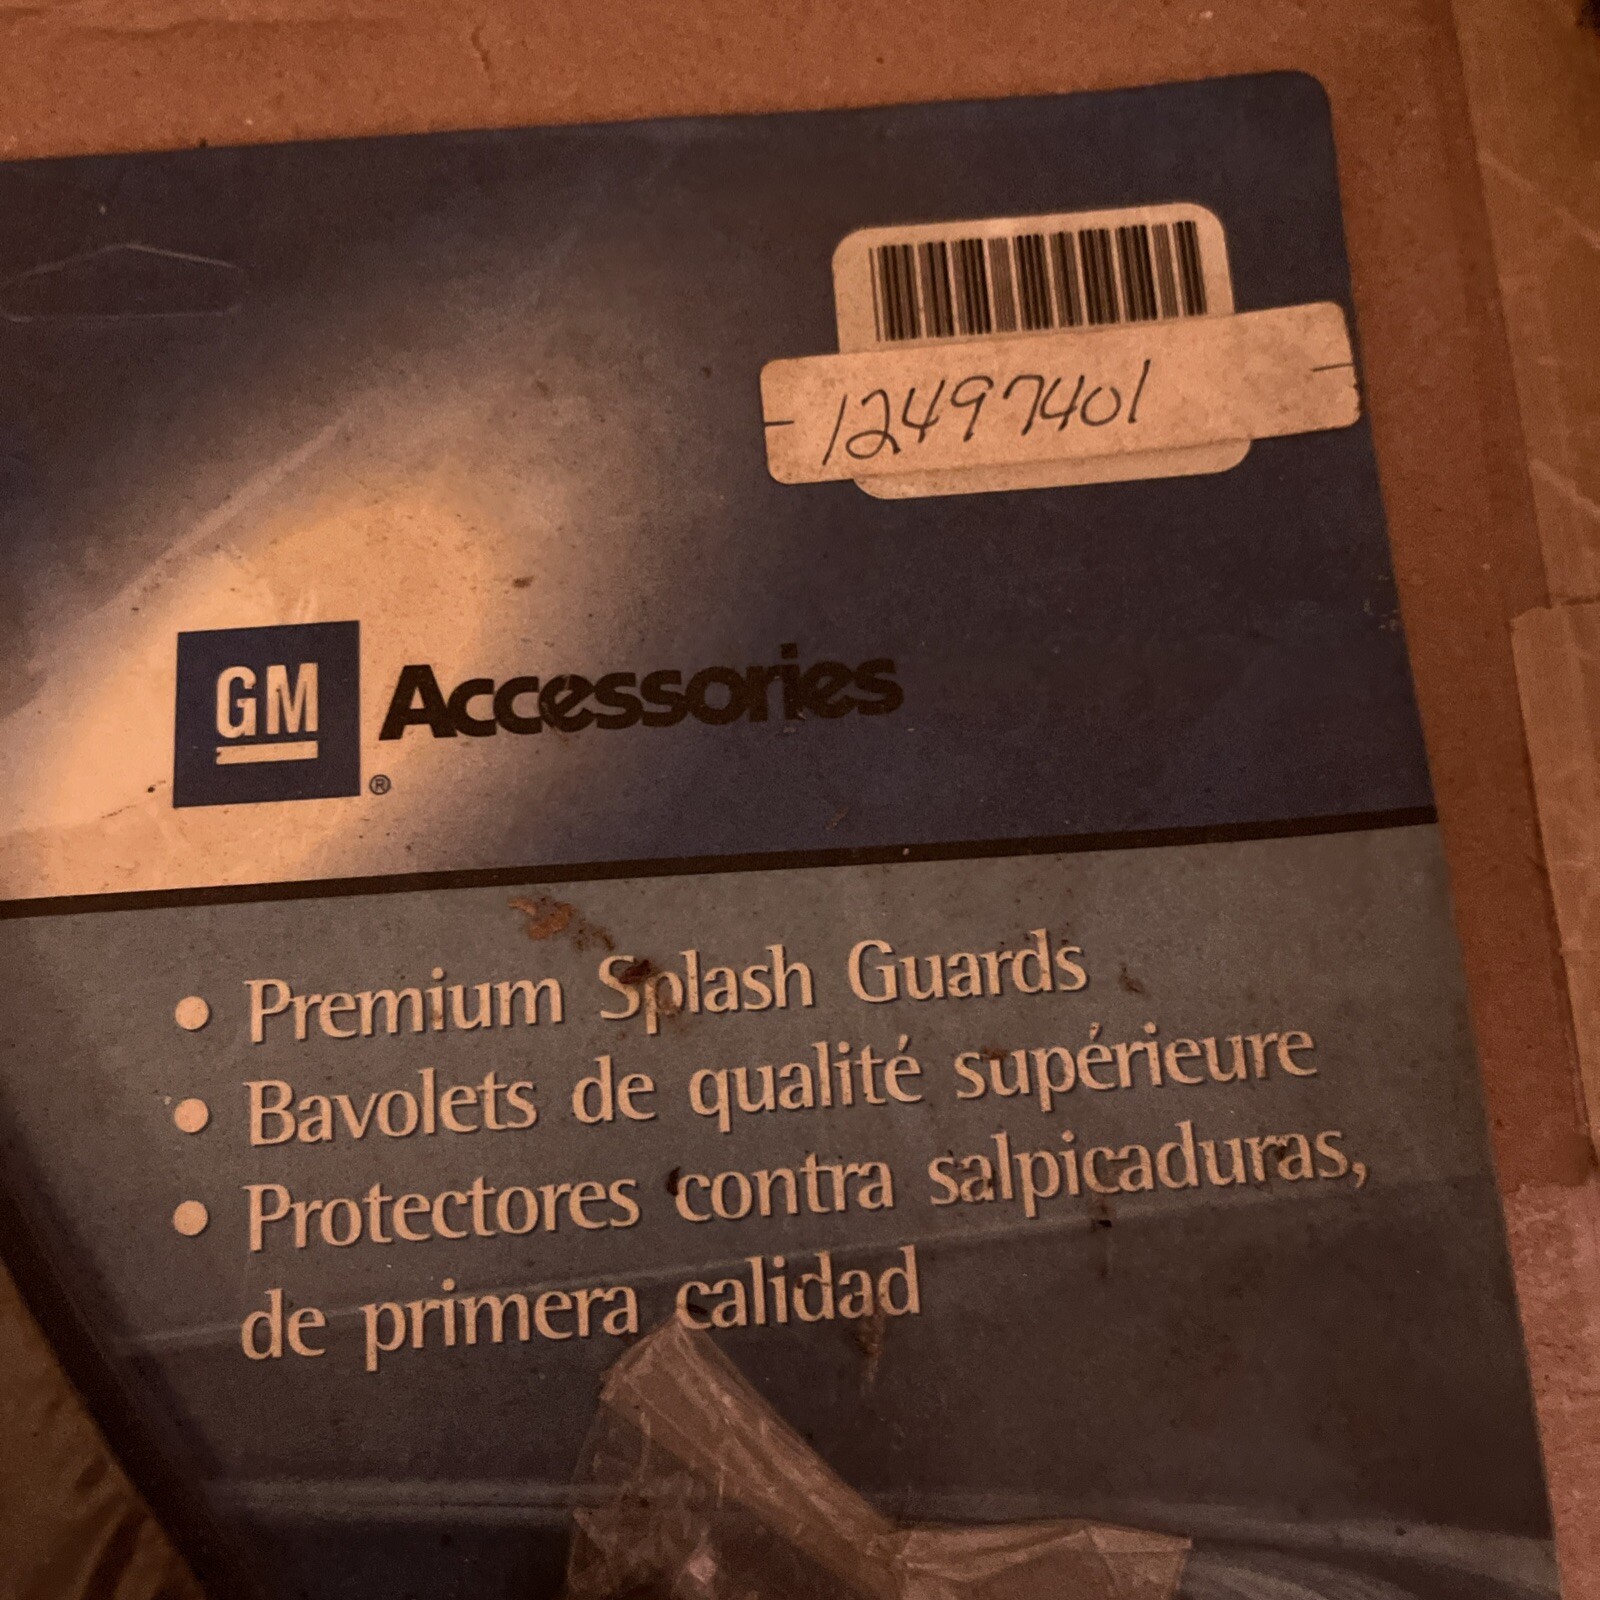 12497401
GM Accessories
®
• Premium Splash Guards
• Bavolets de qualité supérieure
• Protectores contra salpicaduras,
de primera calidad